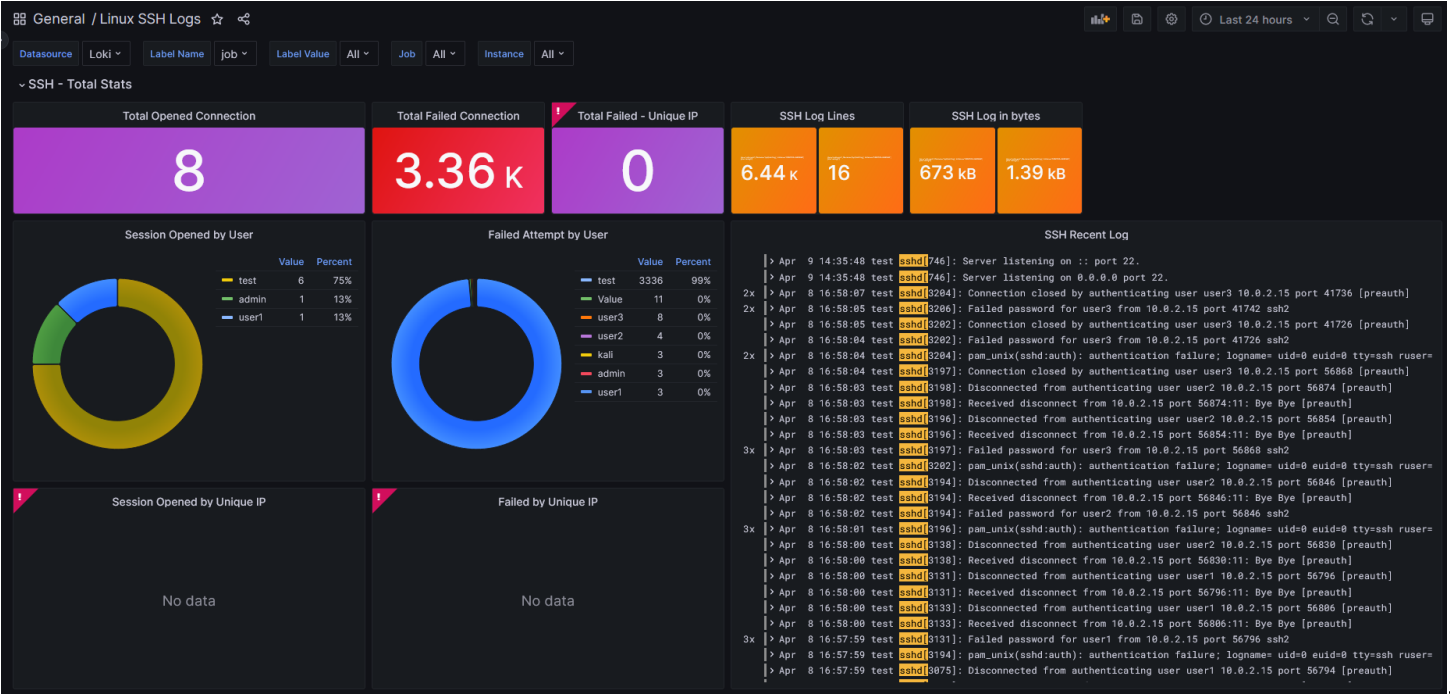 General / Linux SSH Logs
Last 24 hours
Datasource Loki Label Name job Label Value All Job All Instance All
SSH - Total Stats
Total Opened Connection
8
Total Failed Connection
3.36 K
! Total Failed - Unique IP
0
SSH Log Lines
6.44 K 16
SSH Log in bytes
673 kB 1.39 kB
Session Opened by User
Value Percent
test 6 75%
admin 1 13%
user1 1 13%
Failed Attempt by User
Value Percent
test 3336 99%
Value 11 0%
user3 8 0%
user2 4 0%
kali 3 0%
admin 3 0%
user1 3 0%
SSH Recent Log
> Apr 9 14:35:48 test sshd[746]: Server listening on :: port 22.
> Apr 9 14:35:48 test sshd[746]: Server listening on 0.0.0.0 port 22.
2x > Apr 8 16:58:07 test sshd[3204]: Connection closed by authenticating user user3 10.0.2.15 port 41736 [preauth]
2x > Apr 8 16:58:05 test sshd[3206]: Failed password for user3 from 10.0.2.15 port 41742 ssh2
> Apr 8 16:58:05 test sshd[3202]: Connection closed by authenticating user user3 10.0.2.15 port 41726 [preauth]
> Apr 8 16:58:04 test sshd[3202]: Failed password for user3 from 10.0.2.15 port 41726 ssh2
2x > Apr 8 16:58:04 test sshd[3204]: pam_unix(sshd:auth): authentication failure; logname= uid=0 euid=0 tty=ssh ruser=
> Apr 8 16:58:04 test sshd[3197]: Connection closed by authenticating user user3 10.0.2.15 port 56868 [preauth]
> Apr 8 16:58:03 test sshd[3198]: Disconnected from authenticating user user2 10.0.2.15 port 56874 [preauth]
> Apr 8 16:58:03 test sshd[3198]: Received disconnect from 10.0.2.15 port 56874:11: Bye Bye [preauth]
> Apr 8 16:58:03 test sshd[3196]: Disconnected from authenticating user user2 10.0.2.15 port 56854 [preauth]
> Apr 8 16:58:03 test sshd[3196]: Received disconnect from 10.0.2.15 port 56854:11: Bye Bye [preauth]
3x > Apr 8 16:58:03 test sshd[3197]: Failed password for user3 from 10.0.2.15 port 56868 ssh2
> Apr 8 16:58:02 test sshd[3202]: pam_unix(sshd:auth): authentication failure; logname= uid=0 euid=0 tty=ssh ruser=
> Apr 8 16:58:02 test sshd[3194]: Disconnected from authenticating user user2 10.0.2.15 port 56846 [preauth]
> Apr 8 16:58:02 test sshd[3194]: Received disconnect from 10.0.2.15 port 56846:11: Bye Bye [preauth]
> Apr 8 16:58:02 test sshd[3194]: Failed password for user2 from 10.0.2.15 port 56846 ssh2
3x > Apr 8 16:58:01 test sshd[3196]: pam_unix(sshd:auth): authentication failure; logname= uid=0 euid=0 tty=ssh ruser=
> Apr 8 16:58:00 test sshd[3138]: Disconnected from authenticating user user2 10.0.2.15 port 56830 [preauth]
> Apr 8 16:58:00 test sshd[3138]: Received disconnect from 10.0.2.15 port 56830:11: Bye Bye [preauth]
> Apr 8 16:58:00 test sshd[3131]: Disconnected from authenticating user user1 10.0.2.15 port 56796 [preauth]
> Apr 8 16:58:00 test sshd[3131]: Received disconnect from 10.0.2.15 port 56796:11: Bye Bye [preauth]
> Apr 8 16:58:00 test sshd[3133]: Disconnected from authenticating user user1 10.0.2.15 port 56806 [preauth]
> Apr 8 16:58:00 test sshd[3133]: Received disconnect from 10.0.2.15 port 56806:11: Bye Bye [preauth]
3x > Apr 8 16:57:59 test sshd[3131]: Failed password for user1 from 10.0.2.15 port 56796 ssh2
> Apr 8 16:57:59 test sshd[3194]: pam_unix(sshd:auth): authentication failure; logname= uid=0 euid=0 tty=ssh ruser=
> Apr 8 16:57:59 test sshd[3075]: Disconnected from authenticating user user1 10.0.2.15 port 56794 [preauth]
! Session Opened by Unique IP
No data
! Failed by Unique IP
No data